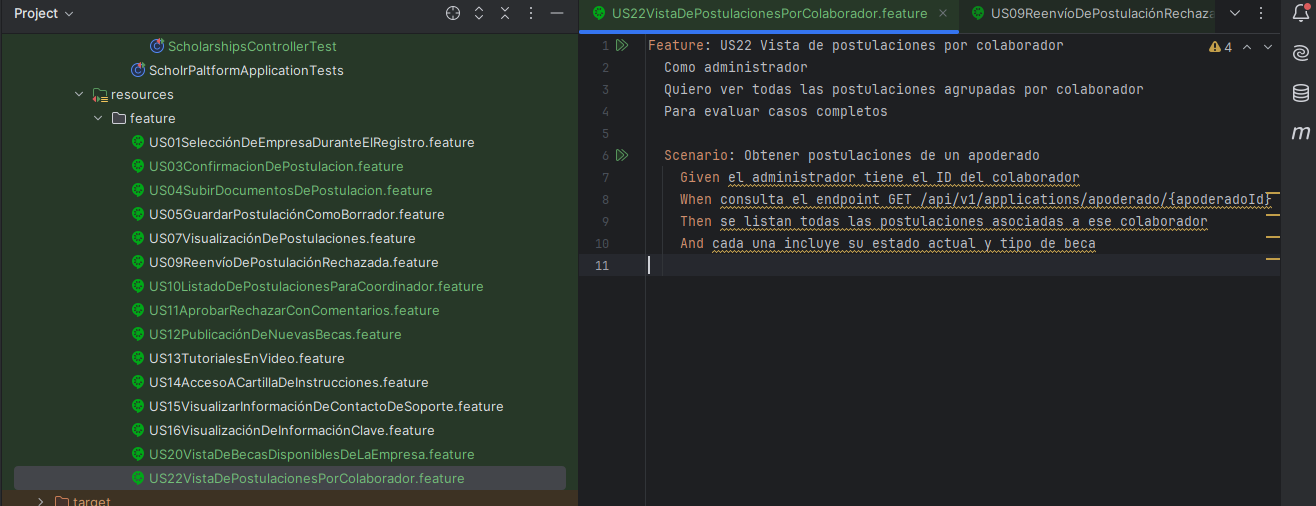 Project
ScholarshipsControllerTest
ScholrPaltformApplicationTests
resources
feature
US01SelecciónDeEmpresaDuranteElRegistro.feature
US03ConfirmacionDePostulacion.feature
US04SubirDocumentosDePostulacion.feature
US05GuardarPostulaciónComoBorrador.feature
US07VisualizaciónDePostulaciones.feature
US09ReenvíoDePostulaciónRechazada.feature
US10ListadoDePostulacionesParaCoordinador.feature
US11AprobarRechazarConComentarios.feature
US12PublicaciónDeNuevasBecas.feature
US13TutorialesEnVideo.feature
US14AccesoACartillaDeInstrucciones.feature
US15VisualizarInformaciónDeContactoDeSoporte.feature
US16VisualizaciónDeInformaciónClave.feature
US20VistaDeBecasDisponiblesDeLaEmpresa.feature
US22VistaDePostulacionesPorColaborador.feature
target
US22VistaDePostulacionesPorColaborador.feature US09ReenvíoDePostulaciónRechaza
1 Feature: US22 Vista de postulaciones por colaborador 4
2 Como administrador
3 Quiero ver todas las postulaciones agrupadas por colaborador
4 Para evaluar casos completos
5
6 Scenario: Obtener postulaciones de un apoderado
7 Given el administrador tiene el ID del colaborador
8 When consulta el endpoint GET /api/v1/applications/apoderado/{apoderadoId}
9 Then se listan todas las postulaciones asociadas a ese colaborador
10 And cada una incluye su estado actual y tipo de beca
11
m